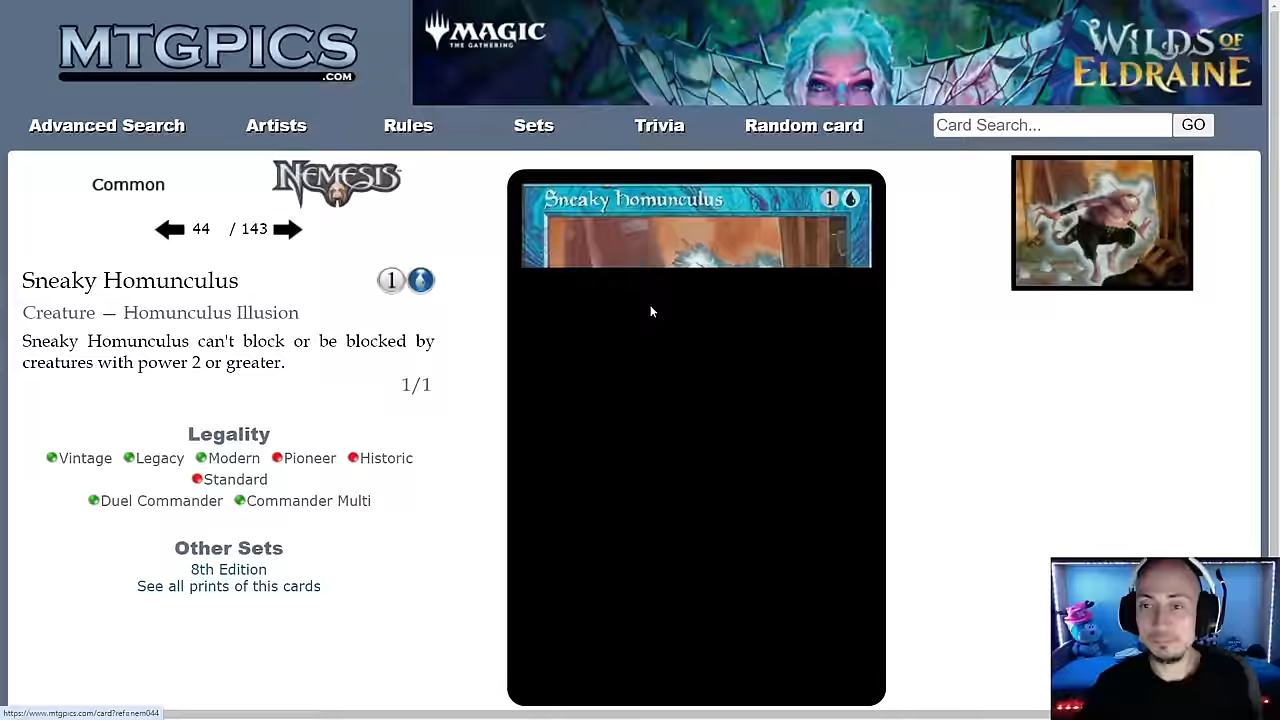 MTGPICS
.COM
MAGIC
THE GATHERING
WILDS OF
ELDRAINE
Advanced Search Artists Rules Sets Trivia Random card Card Search... GO
Common NEMESIS
44 / 143
Sneaky Homunculus 1
Creature — Homunculus Illusion
Sneaky Homunculus can't block or be blocked by
creatures with power 2 or greater.
1/1
Legality
Vintage Legacy Modern Pioneer Historic
Standard
Duel Commander Commander Multi
Other Sets
8th Edition
See all prints of this cards
Sneaky Homunculus 1
https://www.mtgpics.com/card?ref=nem044